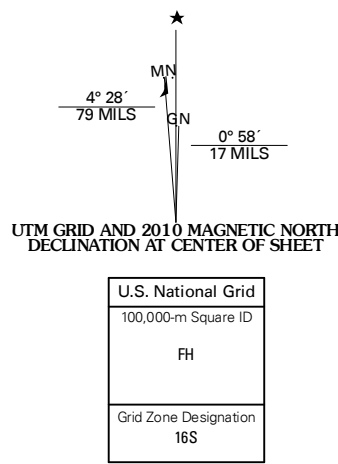 MN
4° 28´
79 MILS
GN
0° 58´
17 MILS
UTM GRID AND 2010 MAGNETIC NORTH
DECLINATION AT CENTER OF SHEET
U.S. National Grid
100,000-m Square ID
FH
Grid Zone Designation
16S